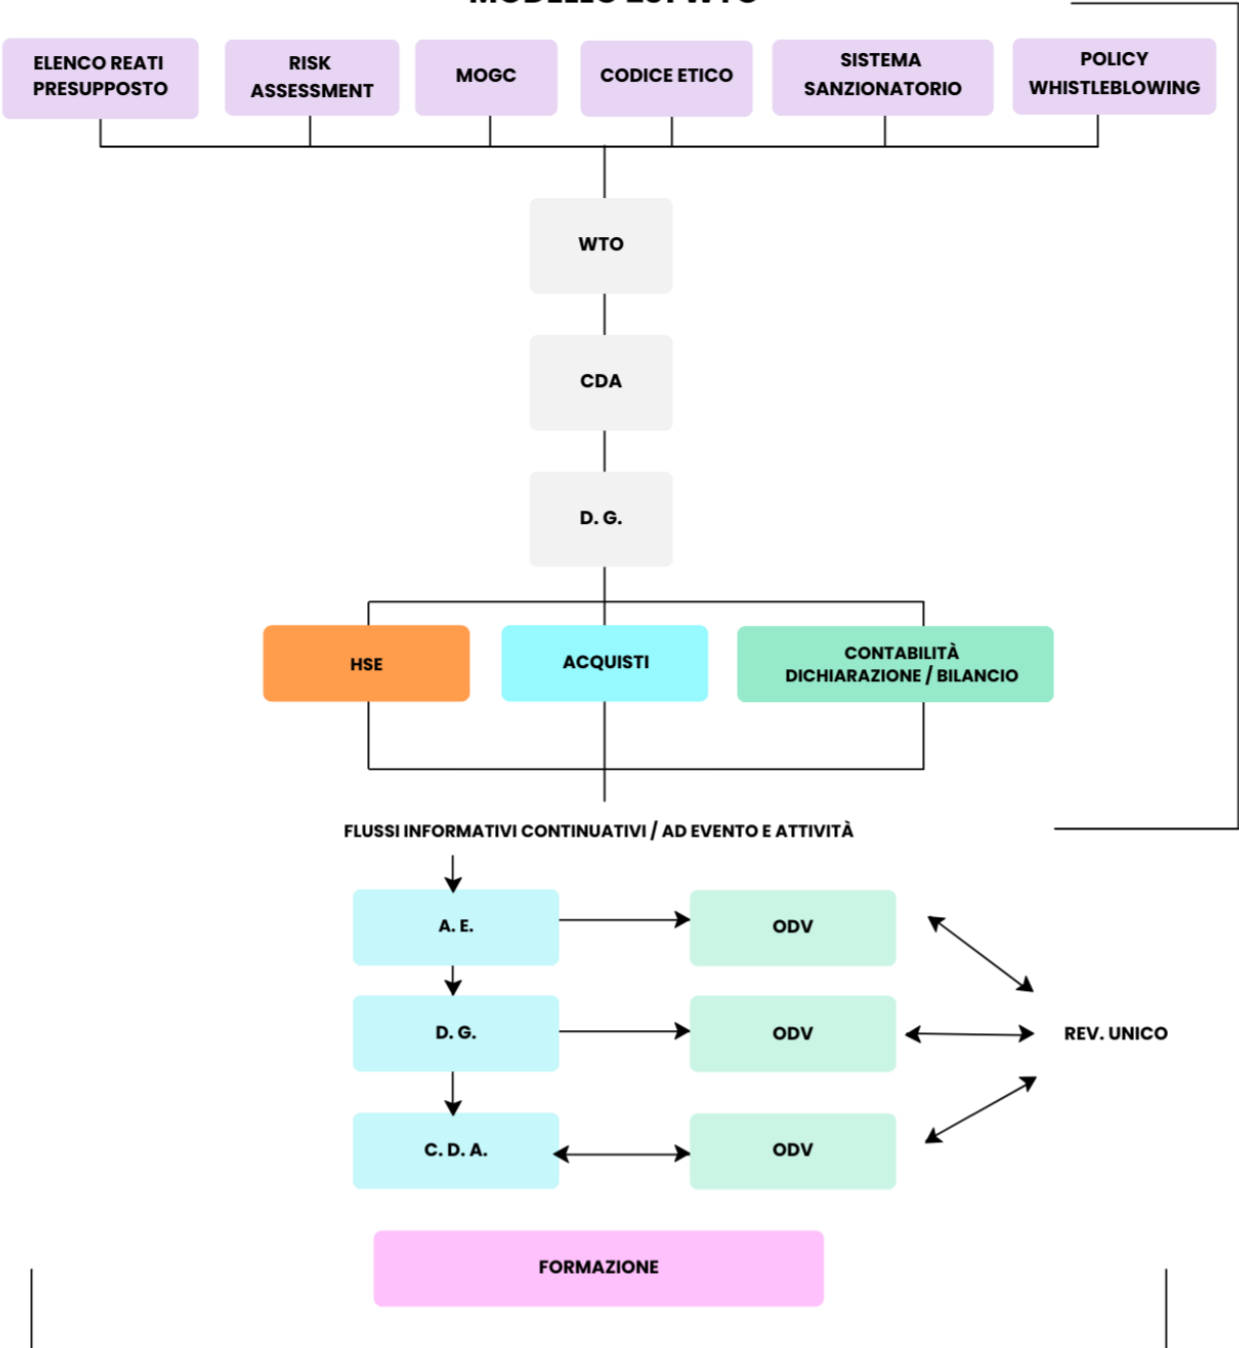 ELENCO REATI
PRESUPPOSTO
RISK
ASSESSMENT
MOGC
CODICE ETICO
SISTEMA
SANZIONATORIO
POLICY
WHISTLEBLOWING
WTO
CDA
D. G.
HSE
ACQUISTI
CONTABILITÀ
DICHIARAZIONE / BILANCIO
FLUSSI INFORMATIVI CONTINUATIVI / AD EVENTO E ATTIVITÀ
A. E.
ODV
D. G.
ODV
REV. UNICO
C. D. A.
ODV
FORMAZIONE